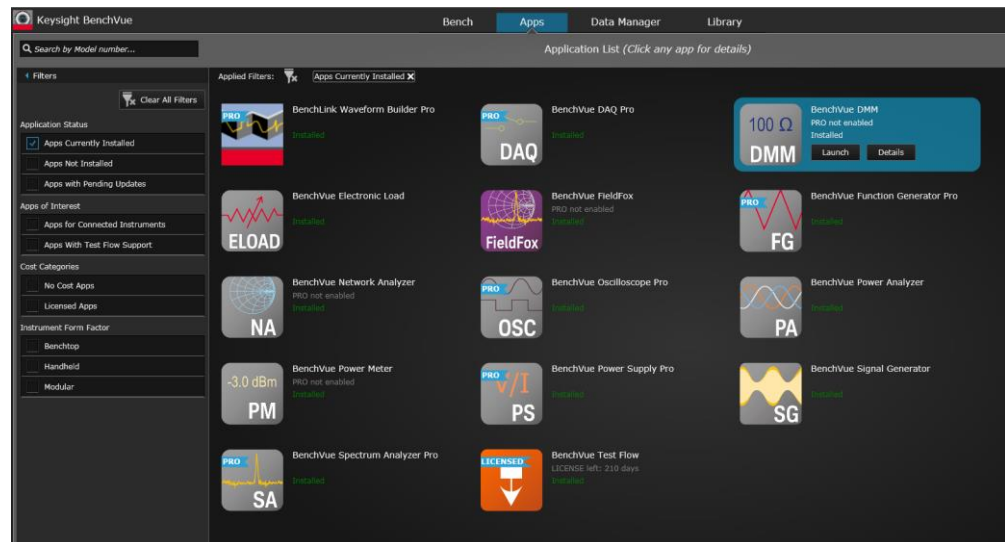 Keysight BenchVue
Bench
Apps
Data Manager
Library
Search by Model number...
Application List (Click any app for details)
Filters
Clear All Filters
Application Status
Apps Currently Installed
Apps Not Installed
Apps with Pending Updates
Apps of Interest
Apps for Connected Instruments
Apps With Test Flow Support
Cost Categories
No Cost Apps
Licensed Apps
Instrument Form Factor
Benchtop
Handheld
Modular
Applied Filters:
Apps Currently Installed X
PRO
BenchLink Waveform Builder Pro
Installed
PRO
DAQ
BenchVue DAQ Pro
Installed
100 Ω
DMM
BenchVue DMM
PRO not enabled
Installed
Launch
Details
ELOAD
BenchVue Electronic Load
Installed
FieldFox
BenchVue FieldFox
PRO not enabled
Installed
PRO
FG
BenchVue Function Generator Pro
Installed
NA
BenchVue Network Analyzer
PRO not enabled
Installed
PRO
OSC
BenchVue Oscilloscope Pro
Installed
PA
BenchVue Power Analyzer
Installed
-3.0 dBm
PM
BenchVue Power Meter
PRO not enabled
Installed
PRO
V/I
PS
BenchVue Power Supply Pro
Installed
SG
BenchVue Signal Generator
Installed
PRO
SA
BenchVue Spectrum Analyzer Pro
Installed
LICENSED
BenchVue Test Flow
LICENSE left: 210 days
Installed